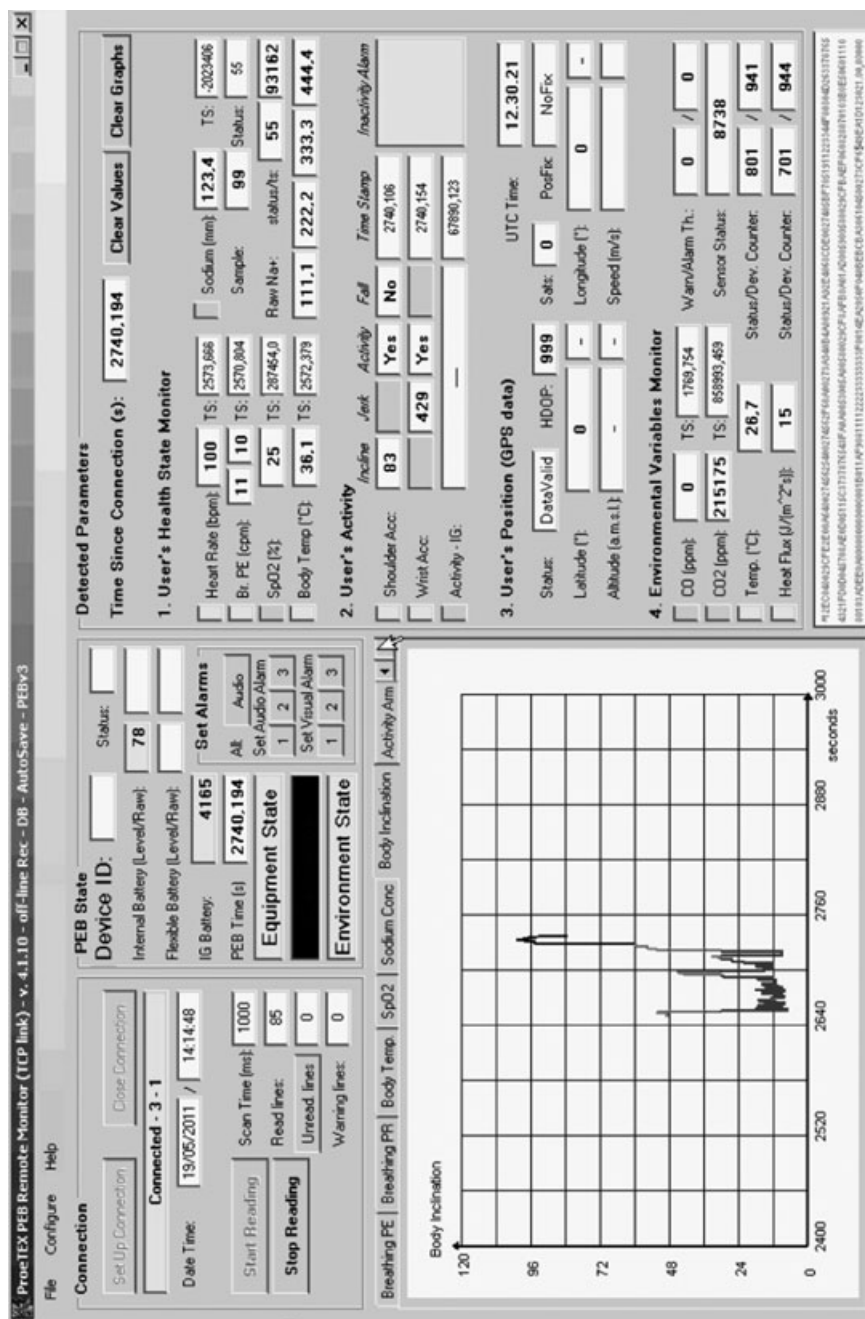 ProeTEX PEB Remote Monitor (TCP link) - v. 4.1.10 - off-line Rec - DB - AutoSave - PEBv3
File Configure Help
Connection
Set Up Connection Close Connection
Connected - 3 - 1
Date Time: 19/05/2011 / 14:14:48
Start Reading Scan Time (ms): 1000
Stop Reading Read lines: 85
Unread. lines 0
Warning lines: 0
PEB State
Device ID: Status:
Internal Battery (Level/Raw): 78
Flexible Battery (Level/Raw):
IG Battery: 4165
PEB Time (s) 2740,194
Equipment State
Environment State
Set Alarms
All: Audio
Set Audio Alarm
1 2 3
Set Visual Alarm
1 2 3
Breathing PE Breathing PR Body Temp. SpO2 Sodium Conc Body Inclination Activity Arm
Body Inclination
120
96
72
48
24
0
2400 2520 2640 2760 2880 3000
seconds
Detected Parameters
Time Since Connection (s): 2740,194 Clear Values Clear Graphs
1. User's Health State Monitor
Heart Rate (bpm): 100 TS: 2573,666 Sodium (mm): 123,4 TS: -2023406
Br. PE (cpm): 11 10 TS: 2570,804 Sample: 99 Status: 55
SpO2 (%): 25 TS: 287454,0 Raw Na+: status/ts: 55 93162
Body Temp (°C): 36,1 TS: 2572,379 111,1 222,2 333,3 444,4
2. User's Activity
Incline Jerk Activity Fall Time Stamp Inactivity Alarm
Shoulder Acc: 83 Yes No 2740,106
Wrist Acc: 429 Yes 2740,154
Activity - IG: --- 67890,123
3. User's Position (GPS data)
UTC Time: 12.30.21
Status: DataValid HDOP: 999 Sats: 0 PosFix: NoFix
Latitude (°): 0 - Longitude (°): 0 -
Altitude (a.m.s.l.): - Speed (m/s):
4. Environmental Variables Monitor
CO (ppm): 0 TS: 1769,754 Warn/Alarm Th.: 0 / 0
CO2 (ppm): 215175 TS: 858993,459 Sensor Status: 8738
Temp. (°C): 26,7 Status/Dev. Counter: 801 / 941
Heat Flux (J/(m^2*s)): 15 Status/Dev. Counter: 701 / 944